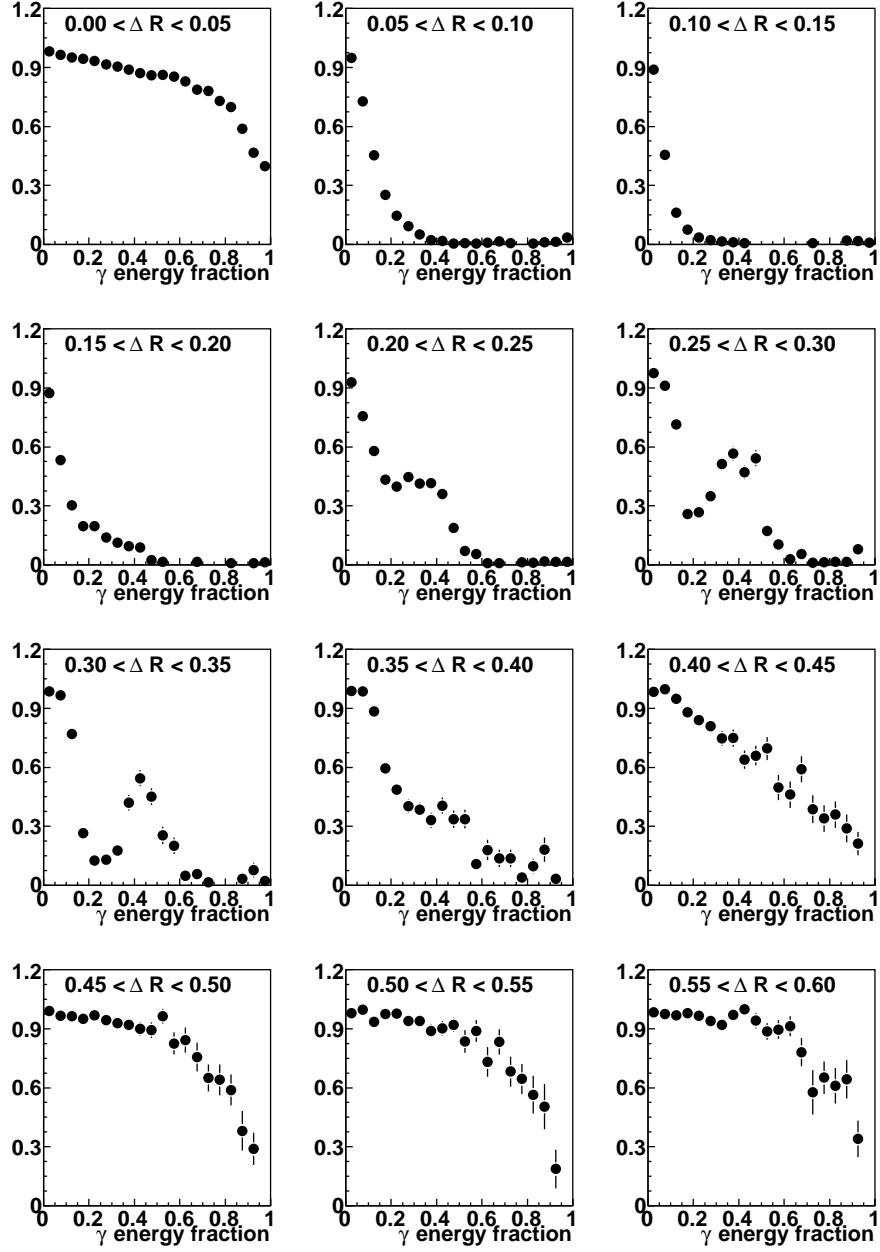 0.00 < Δ R < 0.05
0.05 < Δ R < 0.10
0.10 < Δ R < 0.15
1.2 1.2 1.2
0.9 0.9 0.9
0.6 0.6 0.6
0.3 0.3 0.3
0 0 0
0 0.2 0.4 0.6 0.8 1 0 0.2 0.4 0.6 0.8 1 0 0.2 0.4 0.6 0.8 1
γ energy fraction γ energy fraction γ energy fraction
0.15 < Δ R < 0.20
0.20 < Δ R < 0.25
0.25 < Δ R < 0.30
1.2 1.2 1.2
0.9 0.9 0.9
0.6 0.6 0.6
0.3 0.3 0.3
0 0 0
0 0.2 0.4 0.6 0.8 1 0 0.2 0.4 0.6 0.8 1 0 0.2 0.4 0.6 0.8 1
γ energy fraction γ energy fraction γ energy fraction
0.30 < Δ R < 0.35
0.35 < Δ R < 0.40
0.40 < Δ R < 0.45
1.2 1.2 1.2
0.9 0.9 0.9
0.6 0.6 0.6
0.3 0.3 0.3
0 0 0
0 0.2 0.4 0.6 0.8 1 0 0.2 0.4 0.6 0.8 1 0 0.2 0.4 0.6 0.8 1
γ energy fraction γ energy fraction γ energy fraction
0.45 < Δ R < 0.50
0.50 < Δ R < 0.55
0.55 < Δ R < 0.60
1.2 1.2 1.2
0.9 0.9 0.9
0.6 0.6 0.6
0.3 0.3 0.3
0 0 0
0 0.2 0.4 0.6 0.8 1 0 0.2 0.4 0.6 0.8 1 0 0.2 0.4 0.6 0.8 1
γ energy fraction γ energy fraction γ energy fraction